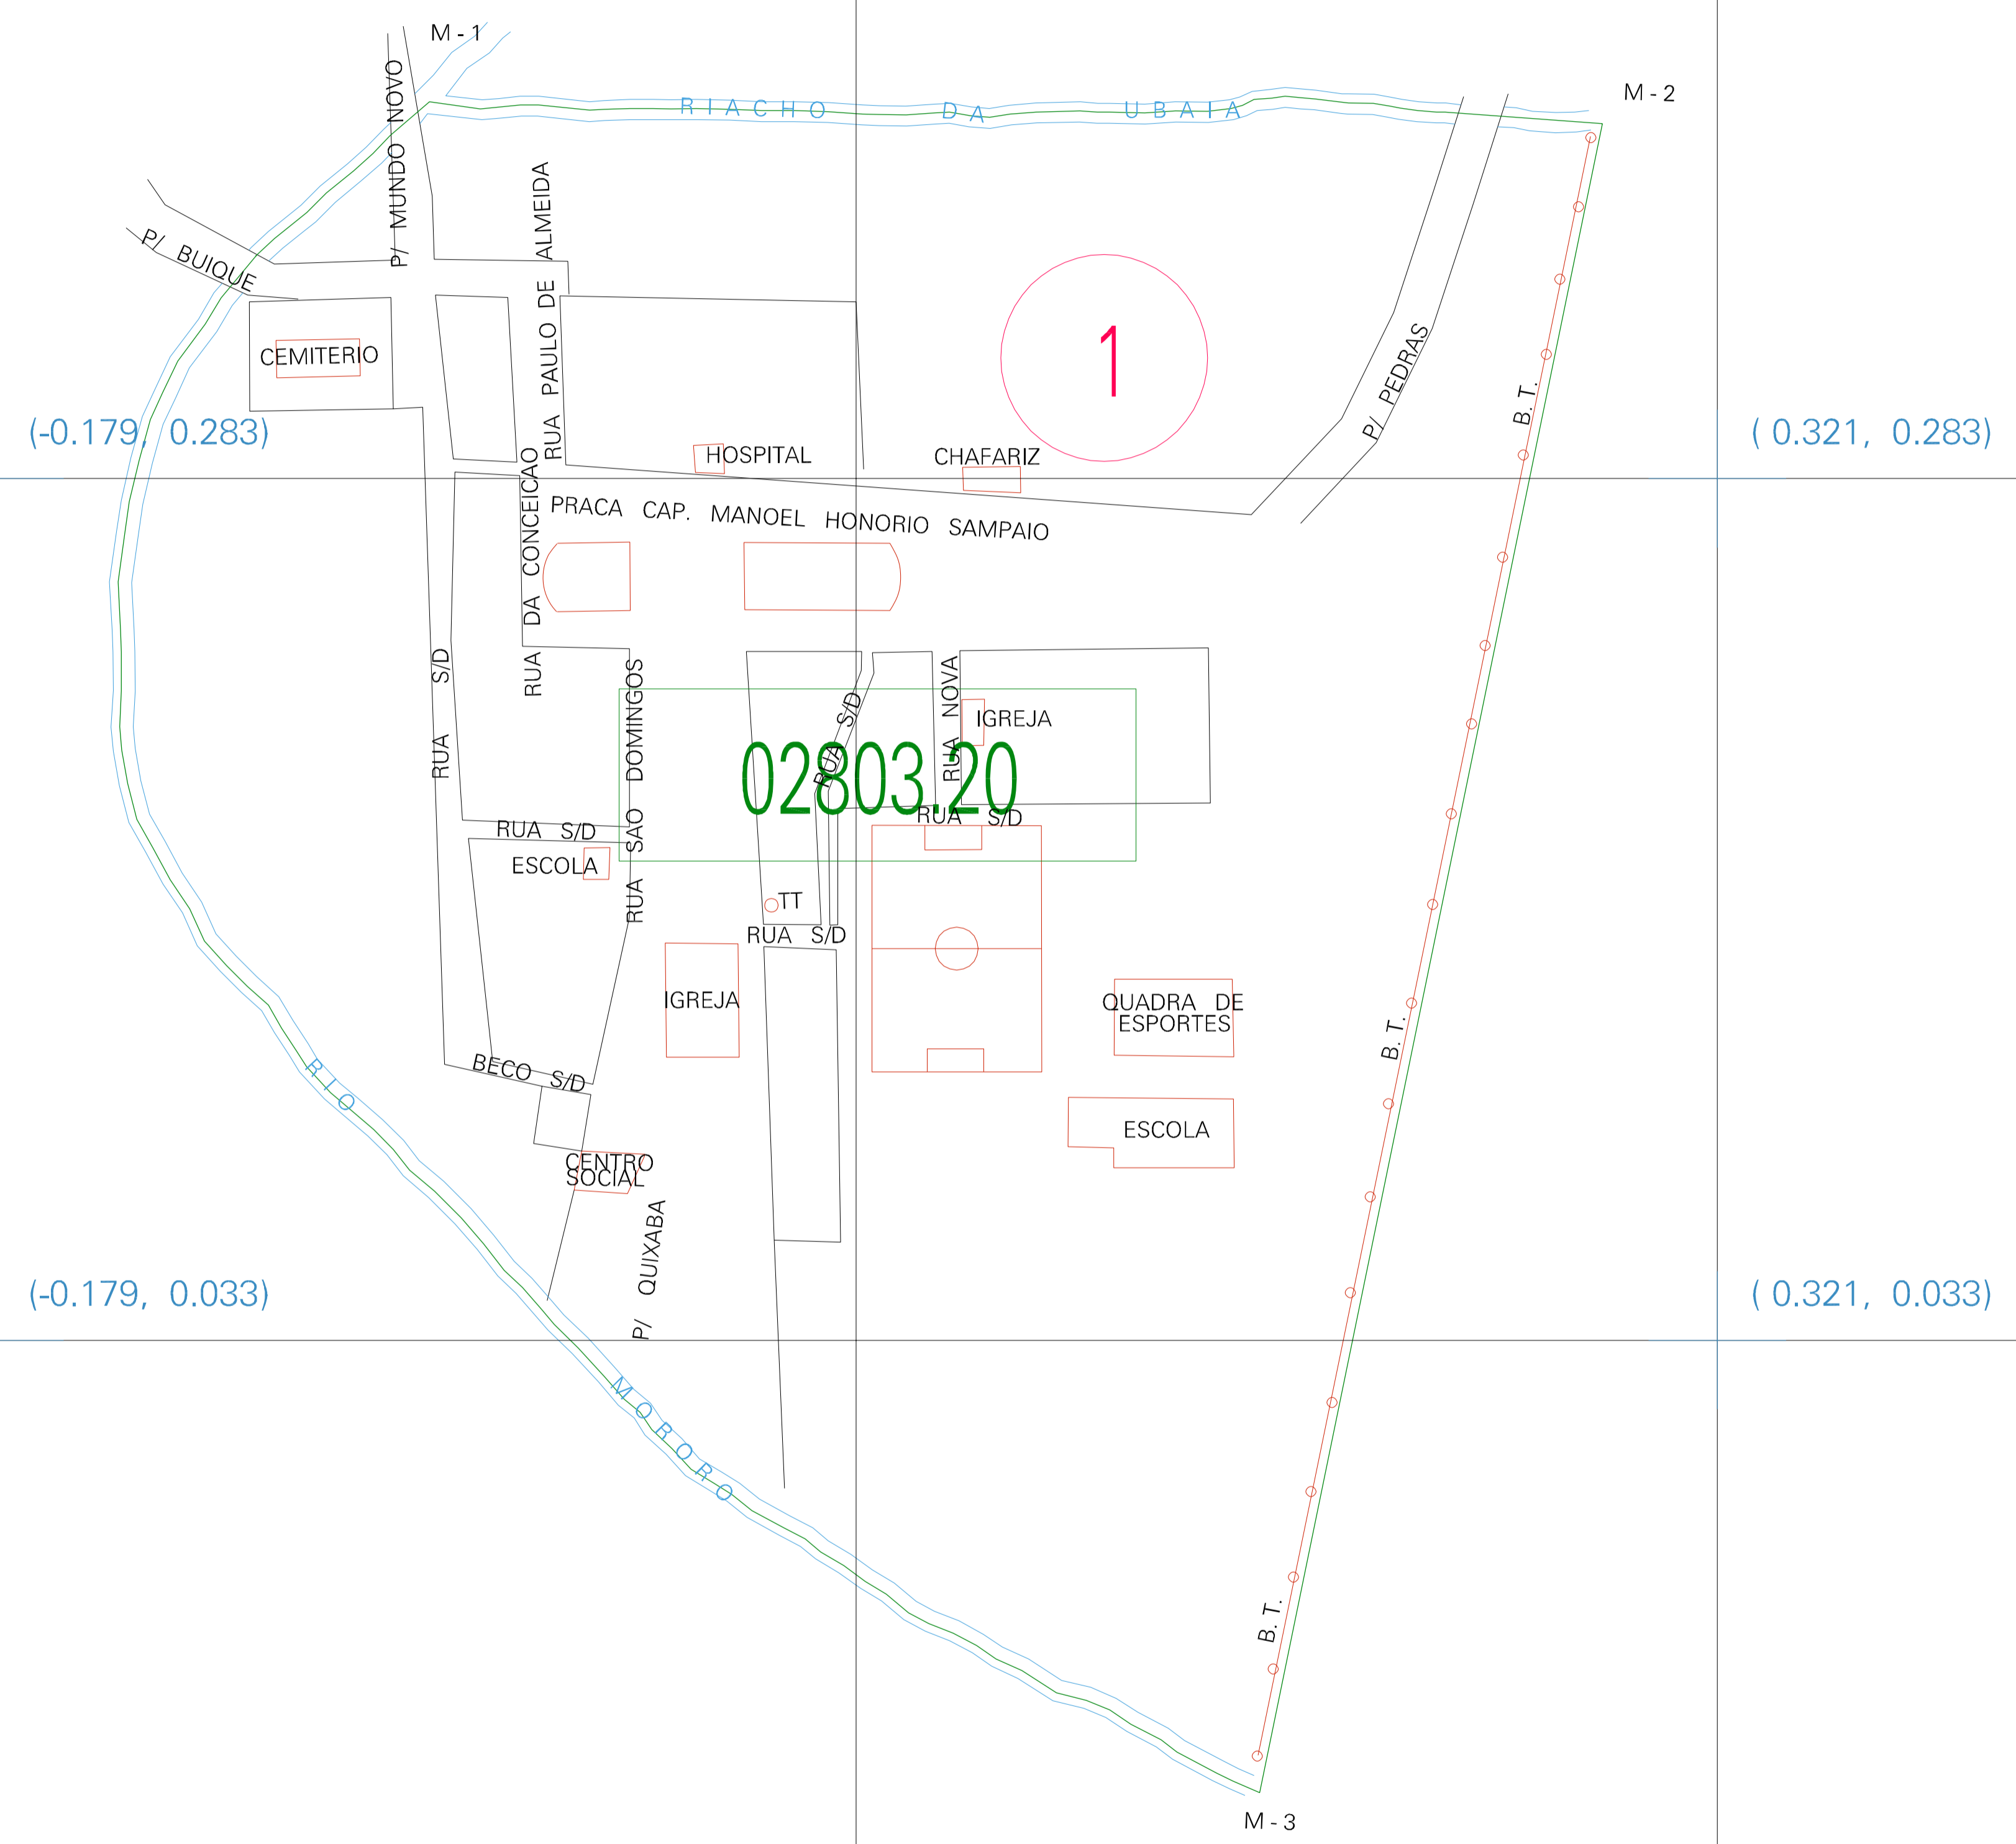 M - 1
M - 2
RIACHO DA UBAIA
P/ MUNDO NOVO
P/ BUIQUE
RUA PAULO DE ALMEIDA
1
P/ PEDRAS
CEMITERIO
B. T.
(-0.179, 0.283)
( 0.321, 0.283)
HOSPITAL
CHAFARIZ
PRACA CAP. MANOEL HONORIO SAMPAIO
RUA DA CONCEICAO
RUA S/D
RUA SAO DOMINGOS
RUA S/D
RUA NOVA
IGREJA
02803.20
RUA S/D
RUA S/D
ESCOLA
TT
RUA S/D
IGREJA
QUADRA DE
ESPORTES
B. T.
RIO
BECO S/D
ESCOLA
CENTRO
SOCIAL
P/ QUIXABA
(-0.179, 0.033)
( 0.321, 0.033)
MORORO
B. T.
M - 3